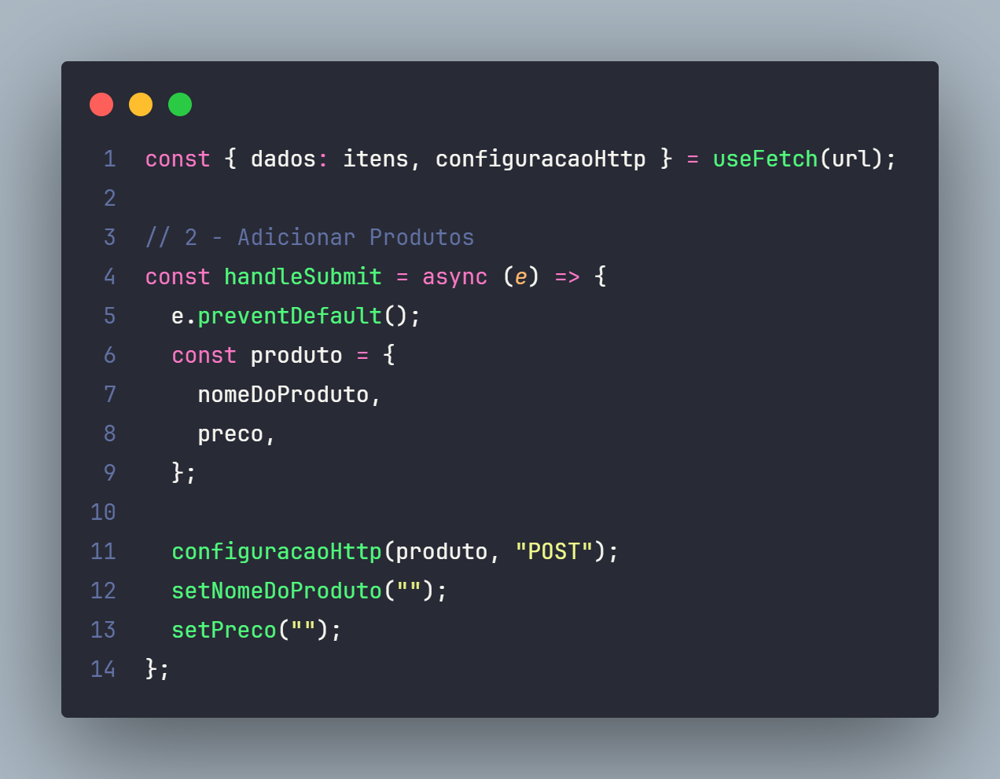 1 const { dados: itens, configuracaoHttp } = useFetch(url);
2
3 // 2 - Adicionar Produtos
4 const handleSubmit = async (e) => {
5 e.preventDefault();
6 const produto = {
7 nomeDoProduto,
8 preco,
9 };
10
11 configuracaoHttp(produto, "POST");
12 setNomeDoProduto("");
13 setPreco("");
14 };